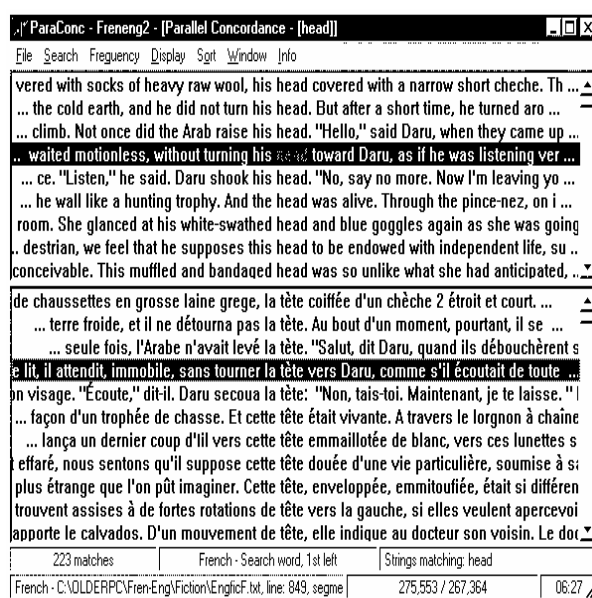 ParaConc - Freneng2 - [Parallel Concordance - [head]]
File Search Frequency Display Sort Window Info
vered with socks of heavy raw wool, his head covered with a narrow short cheche. Th ...
... the cold earth, and he did not turn his head. But after a short time, he turned aro ...
... climb. Not once did the Arab raise his head. "Hello," said Daru, when they came up ...
.. waited motionless, without turning his head toward Daru, as if he was listening ver ...
... ce. "Listen," he said. Daru shook his head. "No, say no more. Now I'm leaving yo ...
... he wall like a hunting trophy. And the head was alive. Through the pince-nez, on i ...
room. She glanced at his white-swathed head and blue goggles again as she was going
.. destrian, we feel that he supposes this head to be endowed with independent life, su ..
conceivable. This muffled and bandaged head was so unlike what she had anticipated, ..
de chaussettes en grosse laine grege, la tète coiffée d'un chèche 2 étroit et court. ...
... terre froide, et il ne détourna pas la tète. Au bout d'un moment, pourtant, il se ...
... seule fois, l'Arabe n'avait levé la tète. "Salut, dit Daru, quand ils débouchèrent s
e lit, il attendit, immobile, sans tourner la tète vers Daru, comme s'il écoutait de toute ...
on visage. "Écoute," dit-il. Daru secoua la tète: "Non, tais-toi. Maintenant, je te laisse."
... façon d'un trophée de chasse. Et cette tête était vivante. A travers le lorgnon à chaîne
... lança un dernier coup d'lil vers cette tête emmaillotée de blanc, vers ces lunettes s
t effaré, nous sentons qu'il suppose cette tête douée d'une vie particulière, soumise à sa
plus étrange que l'on pût imaginer. Cette tête, enveloppée, emmitoufiée, était si différen
trouvent assises à de fortes rotations de tête vers la gauche, si elles veulent apercevoi
apporte le calvados. D'un mouvement de tête, elle indique au docteur son voisin. Le doc
223 matches French - Search word, 1st left Strings matching: head
French - C:\OLDERPC\Fren-Eng\Fiction\EngficF.txt, line: 849, segme 275,553 / 267,364 06:27